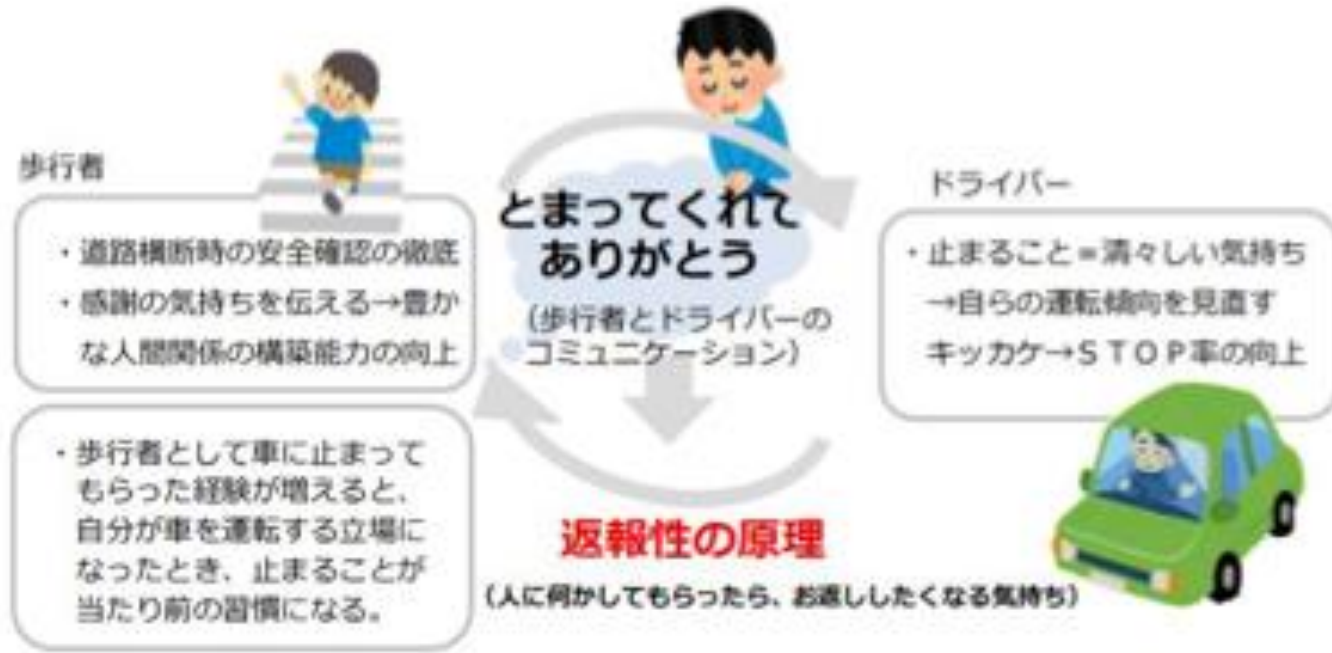 歩行者
・道路横断時の安全確認の徹底
・感謝の気持ちを伝える→豊か
な人間関係の構築能力の向上
・歩行者として車に止まって
もらった経験が増えると、
自分が車を運転する立場に
なったとき、止まることが
当たり前の習慣になる。
とまってくれて
ありがとう
(歩行者とドライバーの
コミュニケーション)
返報性の原理
(人に何かしてもらったら、お返ししたくなる気持ち)
ドライバー
・止まること＝清々しい気持ち
→自らの運転傾向を見直す
キッカケ→ＳＴＯＰ率の向上